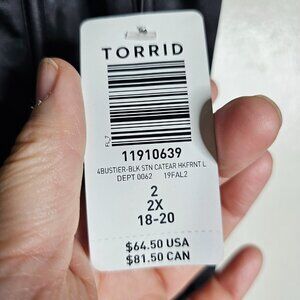 TORRID
FL_7
11910639
4BUSTIER-BLK STN CATEAR HKFRNT L
DEPT 0062 19FAL2
2
2X
18-20
$64.50 USA
$81.50 CAN